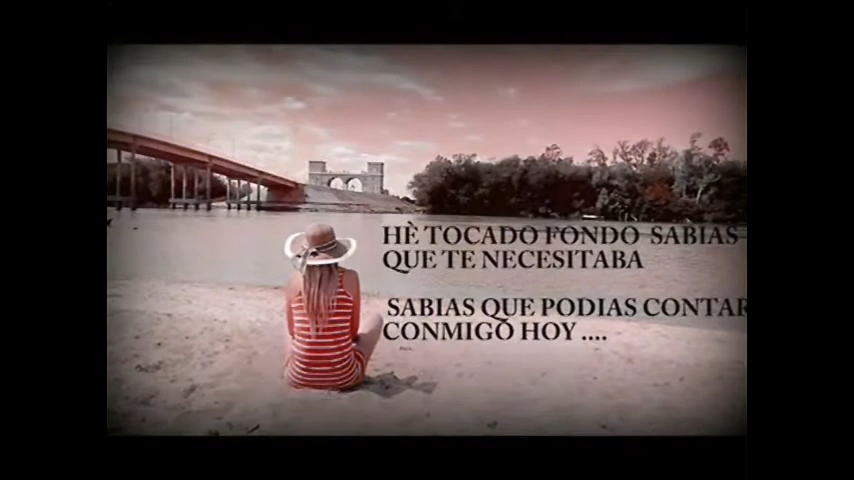 HÈ TOCADO FONDO SABIAS
QUE TE NECESITABA
SABIAS QUE PODIAS CONTAR
CONMIGO HOY ....